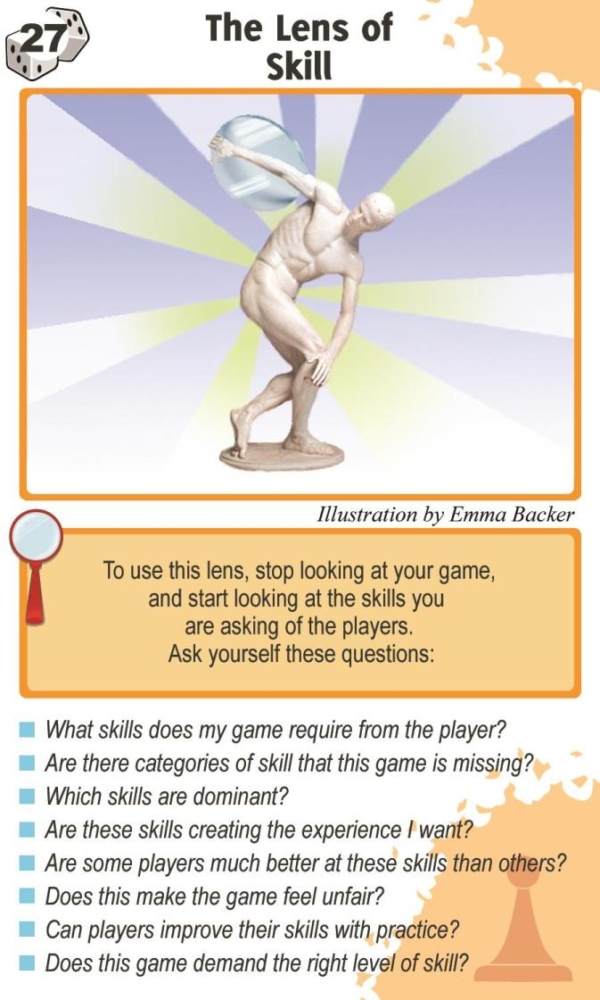 27
The Lens of
Skill
Illustration by Emma Backer
To use this lens, stop looking at your game,
and start looking at the skills you
are asking of the players.
Ask yourself these questions:
What skills does my game require from the player?
Are there categories of skill that this game is missing?
Which skills are dominant?
Are these skills creating the experience I want?
Are some players much better at these skills than others?
Does this make the game feel unfair?
Can players improve their skills with practice?
Does this game demand the right level of skill?